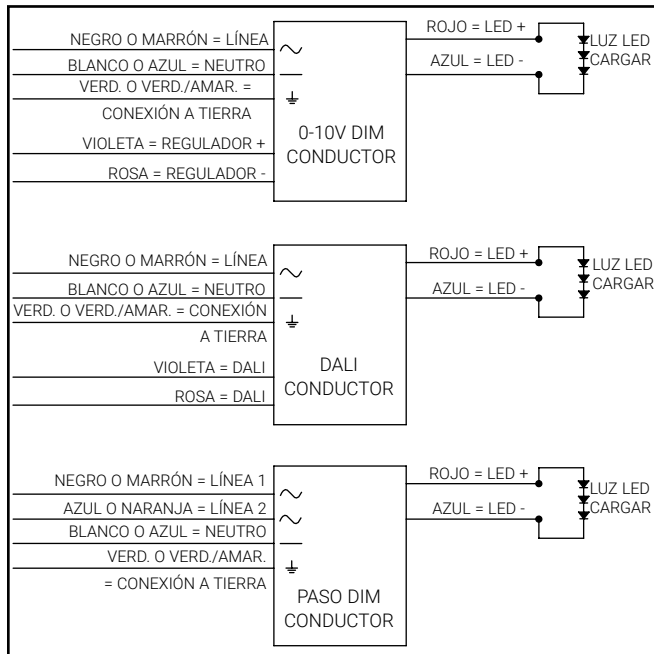 NEGRO O MARRÓN = LÍNEA
BLANCO O AZUL = NEUTRO
VERD. O VERD./AMAR. =
CONEXIÓN A TIERRA
VIOLETA = REGULADOR +
ROSA = REGULADOR -
0-10V DIM
CONDUCTOR
ROJO = LED +
AZUL = LED -
LUZ LED
CARGAR
NEGRO O MARRÓN = LÍNEA
BLANCO O AZUL = NEUTRO
VERD. O VERD./AMAR. = CONEXIÓN
A TIERRA
VIOLETA = DALI
ROSA = DALI
DALI
CONDUCTOR
ROJO = LED +
AZUL = LED -
LUZ LED
CARGAR
NEGRO O MARRÓN = LÍNEA 1
AZUL O NARANJA = LÍNEA 2
BLANCO O AZUL = NEUTRO
VERD. O VERD./AMAR.
= CONEXIÓN A TIERRA
PASO DIM
CONDUCTOR
ROJO = LED +
AZUL = LED -
LUZ LED
CARGAR